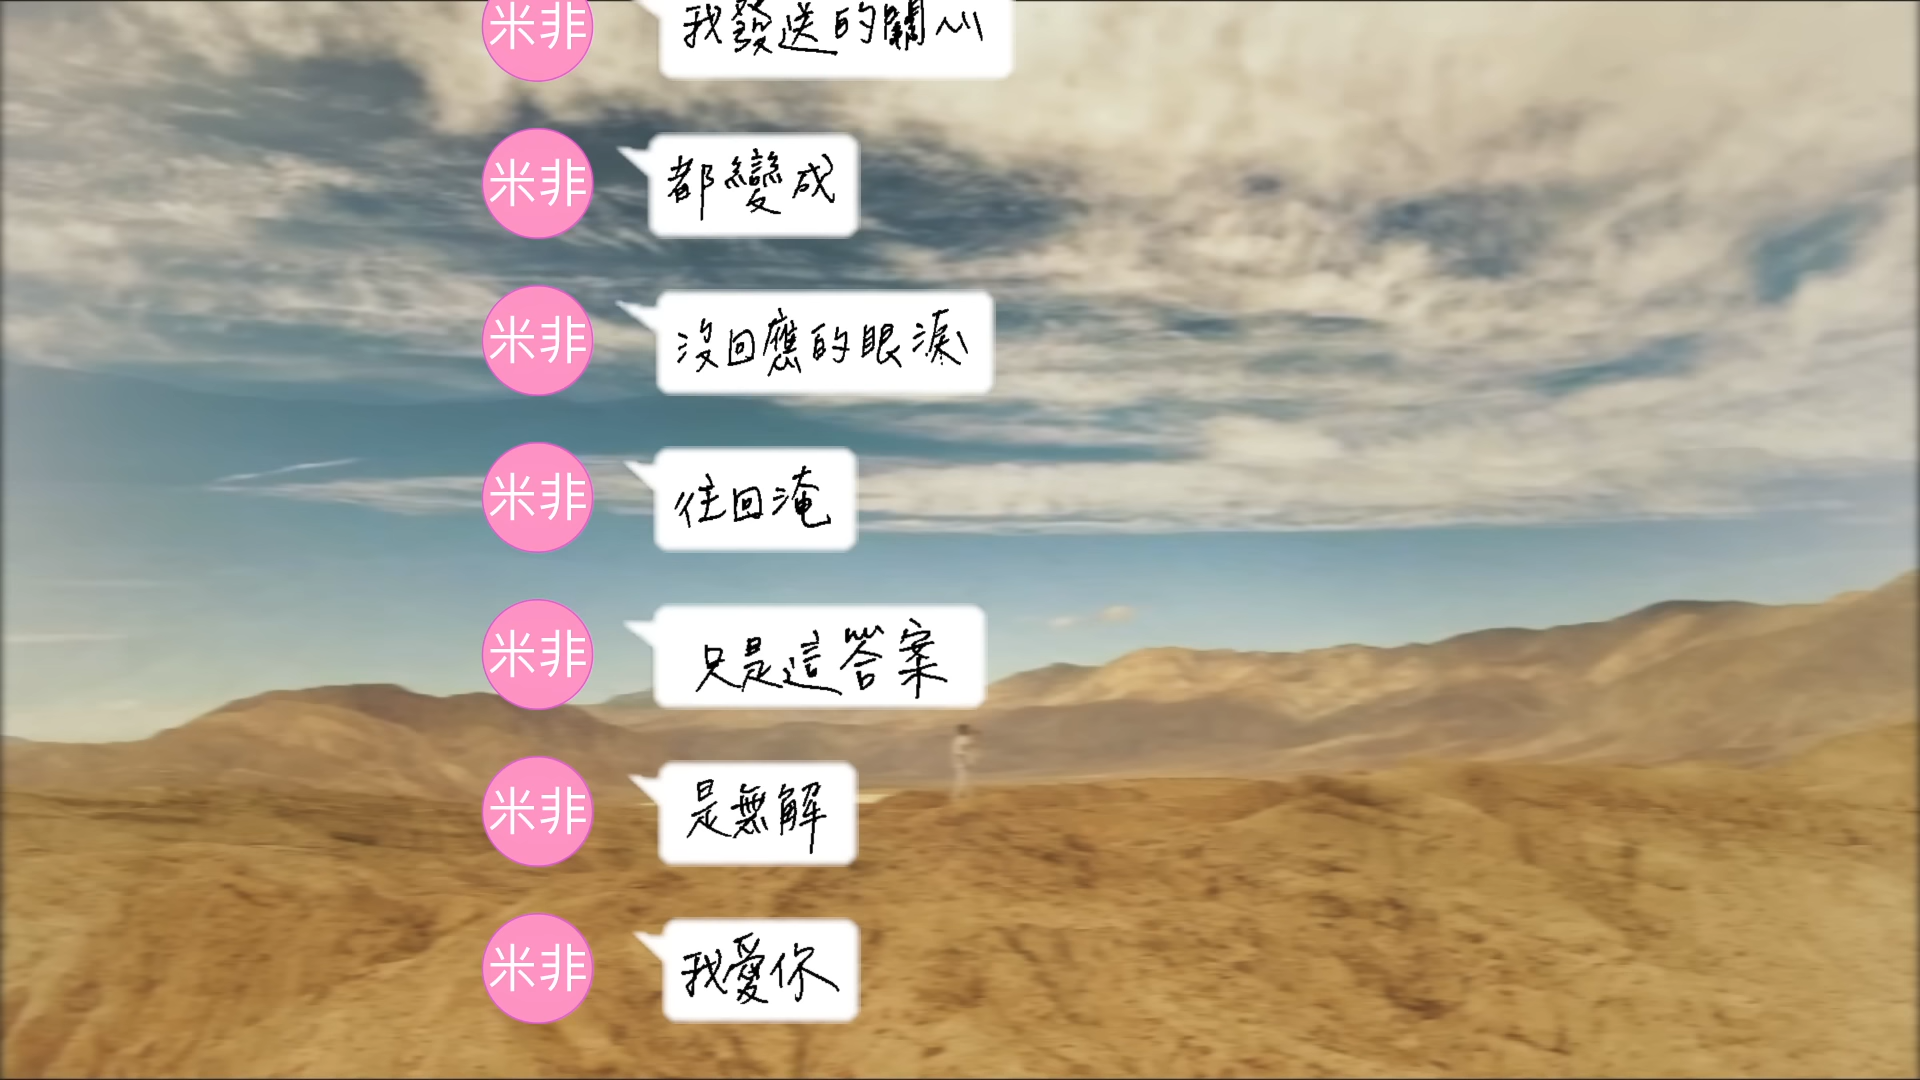 米非 我發送的關心
米非 都變成
米非 沒回應的眼淚
米非 往回淹
米非 只是這答案
米非 是無解
米非 我愛你